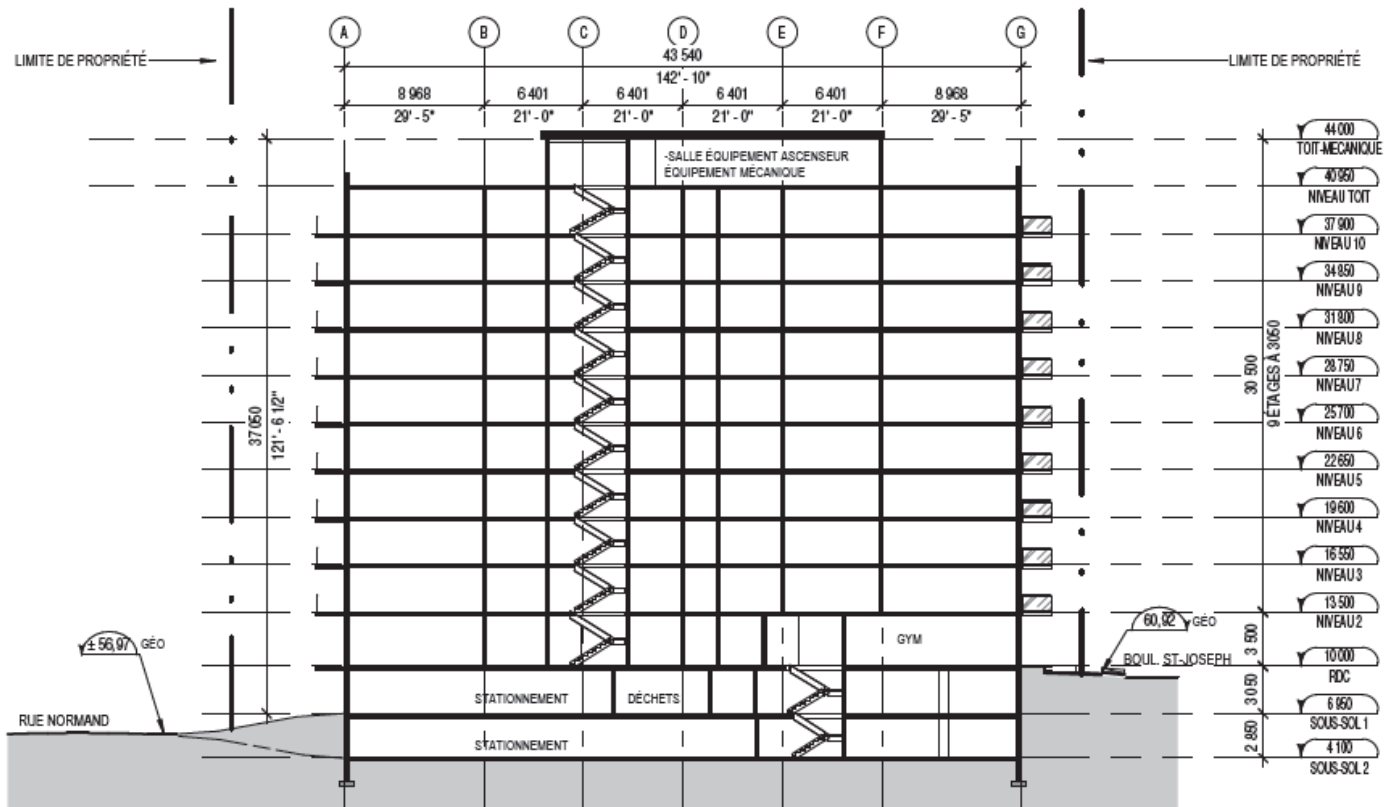 A B C D E F G
LIMITE DE PROPRIÉTÉ
43 540
142' - 10"
LIMITE DE PROPRIÉTÉ
8 968 6 401 6 401 6 401 6 401 8 968
29' - 5" 21' - 0" 21' - 0" 21' - 0" 21' - 0" 29' - 5"
-SALLE ÉQUIPEMENT ASCENSEUR
ÉQUIPEMENT MÉCANIQUE
44 000
TOIT-MECANIQUE
40 950
NIVEAU TOIT
37 900
NIVEAU 10
34 850
NIVEAU 9
31 800
NIVEAU 8
28 750
NIVEAU 7
25 700
NIVEAU 6
22 650
NIVEAU 5
19 600
NIVEAU 4
16 550
NIVEAU 3
13 500
NIVEAU 2
10 000
RDC
6 950
SOUS-SOL 1
4 100
SOUS-SOL 2
37 050
121' - 6 1/2"
30 500
9 ÉTAGES À 3050
3 500
3 050
2 850
± 56,97 GÉO
RUE NORMAND
GYM
60,92 GÉO
BOUL. ST-JOSEPH
STATIONNEMENT
DÉCHETS
STATIONNEMENT